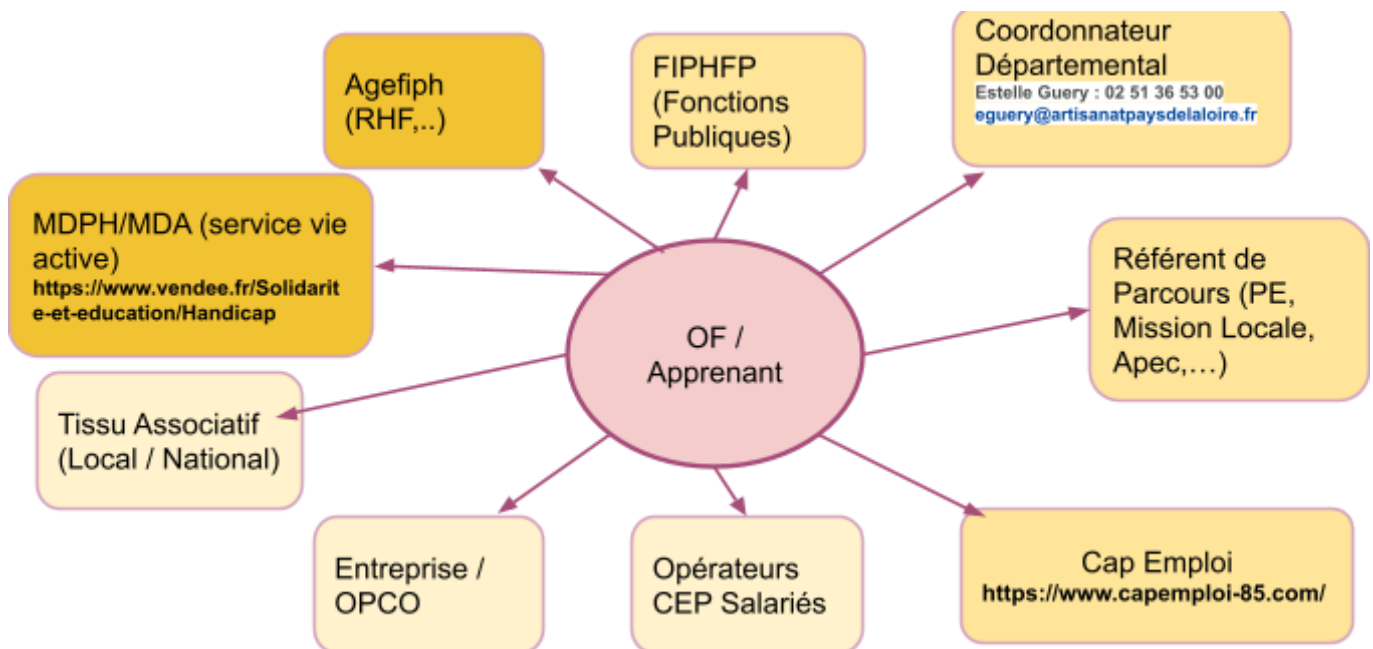 Agefiph
(RHF,..)
FIPHFP
(Fonctions
Publiques)
Coordonnateur
Départemental
Estelle Guery : 02 51 36 53 00
eguery@artisanatpaysdelaloire.fr
MDPH/MDA (service vie
active)
https://www.vendee.fr/Solidarit
e-et-education/Handicap
OF /
Apprenant
Référent de
Parcours (PE,
Mission Locale,
Apec,…)
Tissu Associatif
(Local / National)
Entreprise /
OPCO
Opérateurs
CEP Salariés
Cap Emploi
https://www.capemploi-85.com/